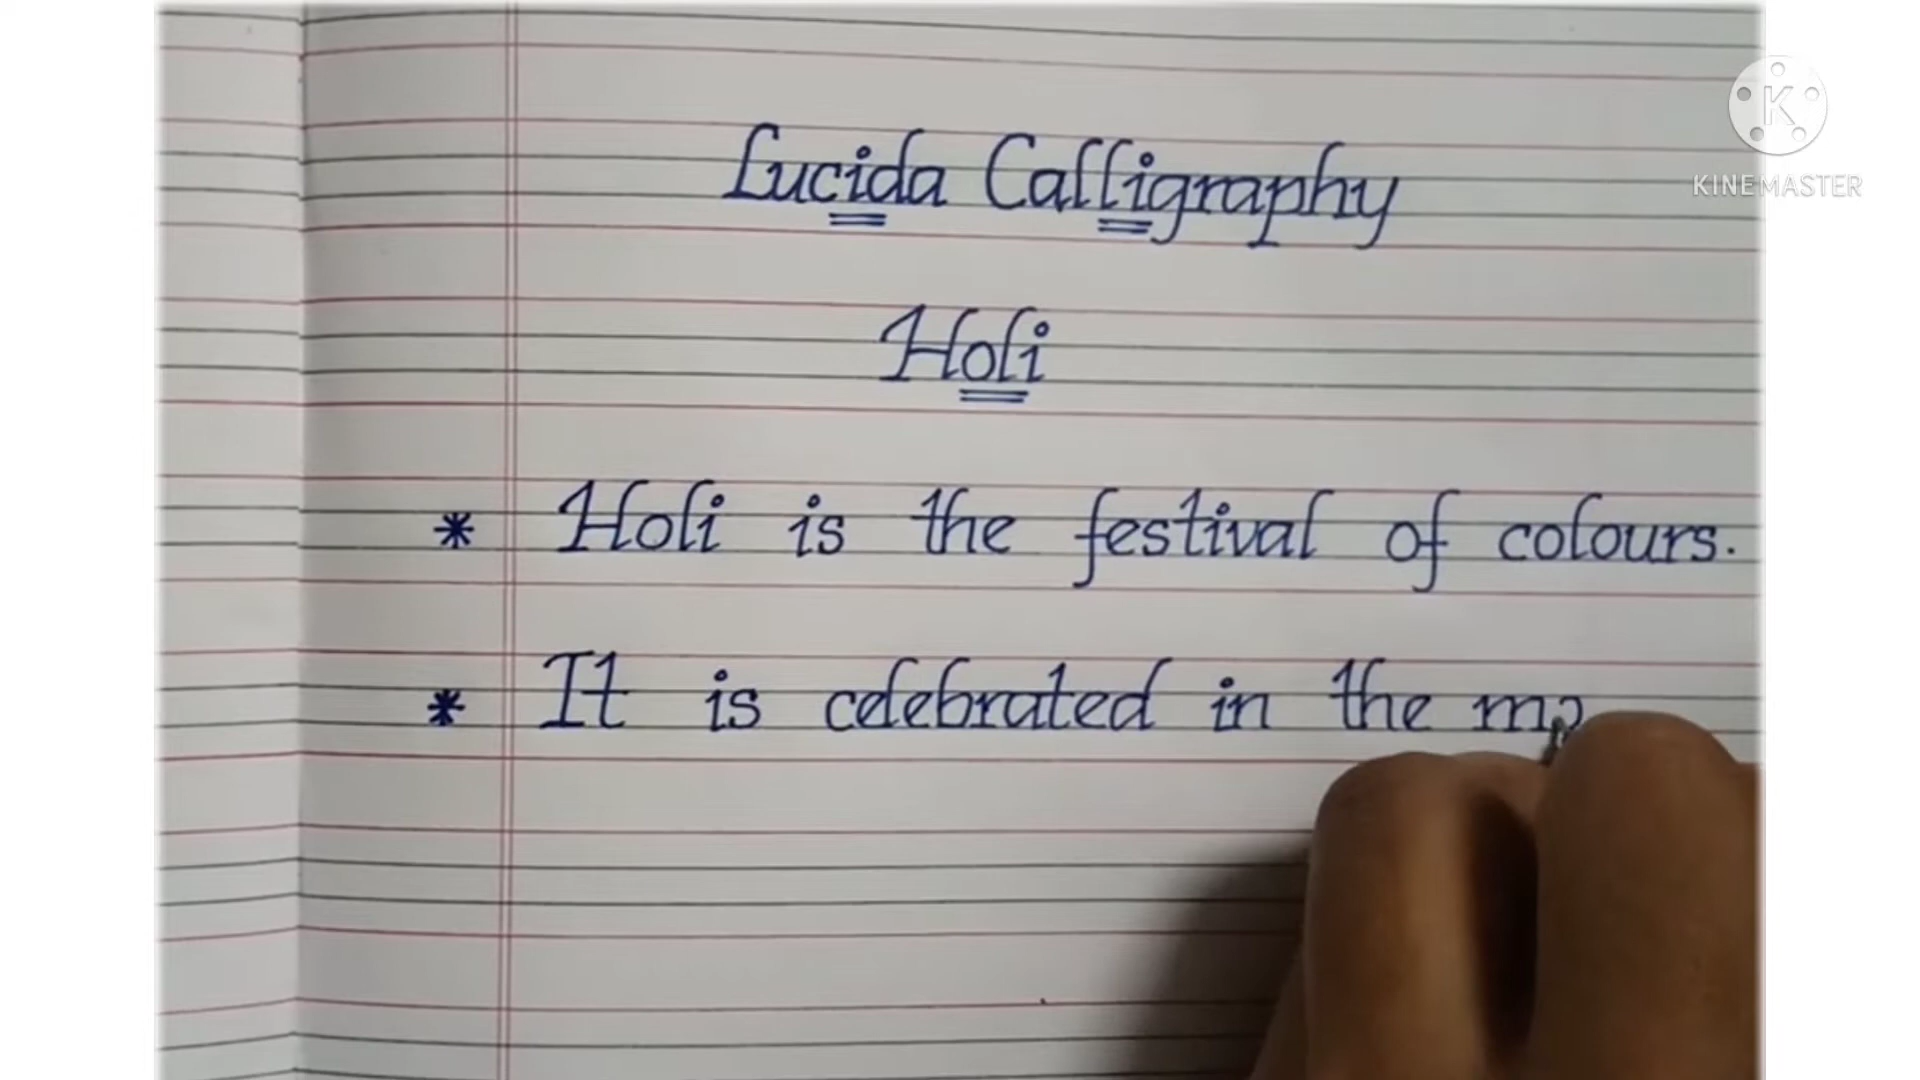 Lucida Calligraphy
KINEMASTER
Holi
* Holi is the festival of colours.
* It is celebrated in the